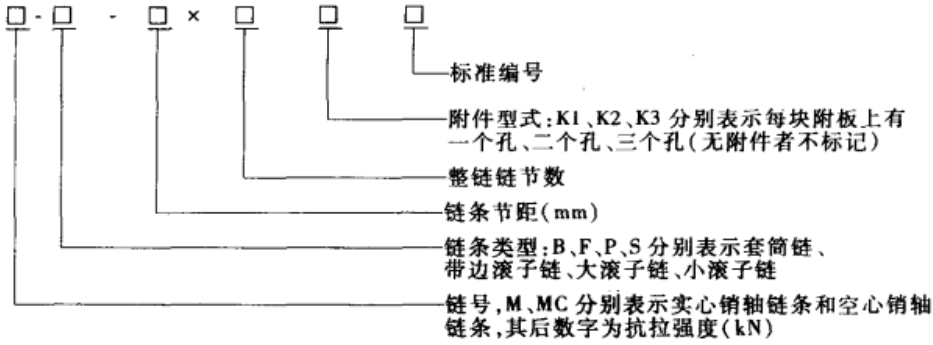 □-□ - □×□ □ □
标准编号
附件型式:K1、K2、K3 分别表示每块附板上有
一个孔、二个孔、三个孔(无附件者不标记)
整链链节数
链条节距(mm)
链条类型:B、F、P、S 分别表示套筒链、
带边滚子链、大滚子链、小滚子链
链号,M、MC 分别表示实心销轴链条和空心销轴
链条,其后数字为抗拉强度(kN)